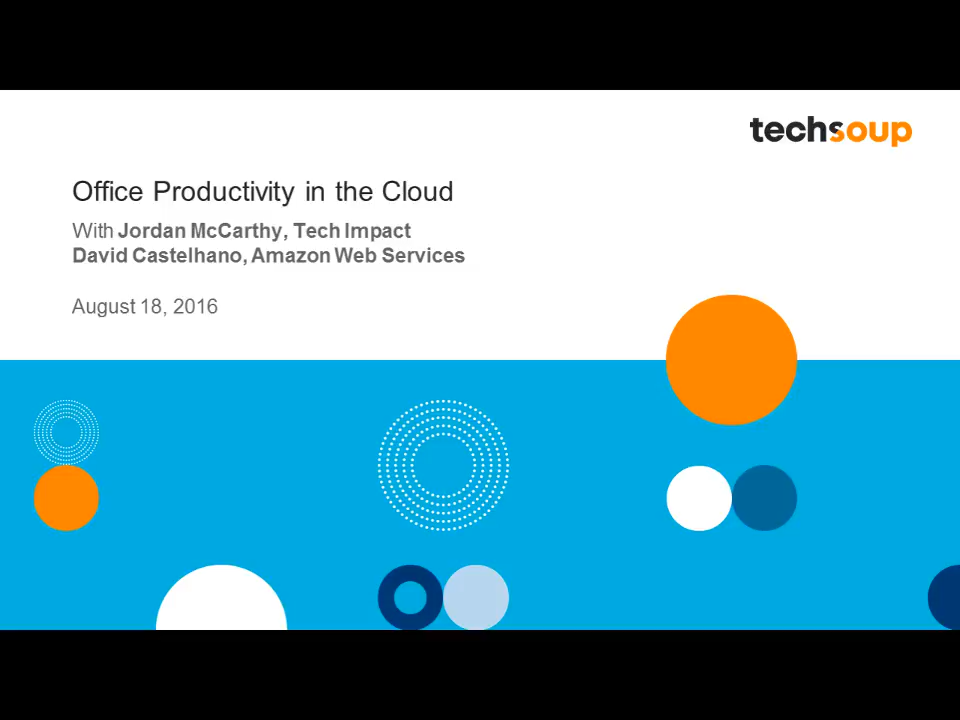 techsoup
Office Productivity in the Cloud
With Jordan McCarthy, Tech Impact
David Castelhano, Amazon Web Services
August 18, 2016